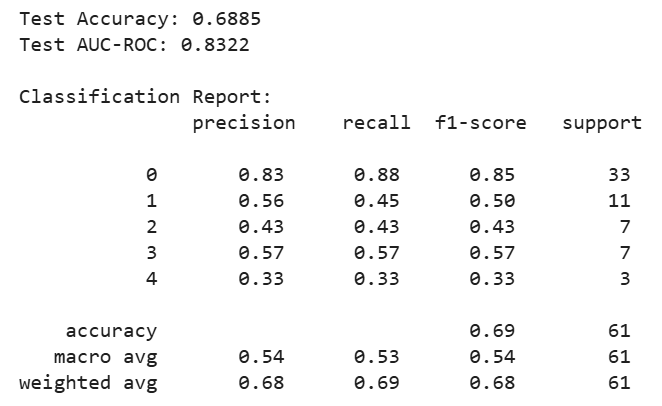 Test Accuracy: 0.6885
Test AUC-ROC: 0.8322
Classification Report:
precision recall f1-score support
0 0.83 0.88 0.85 33
1 0.56 0.45 0.50 11
2 0.43 0.43 0.43 7
3 0.57 0.57 0.57 7
4 0.33 0.33 0.33 3
accuracy 0.69 61
macro avg 0.54 0.53 0.54 61
weighted avg 0.68 0.69 0.68 61